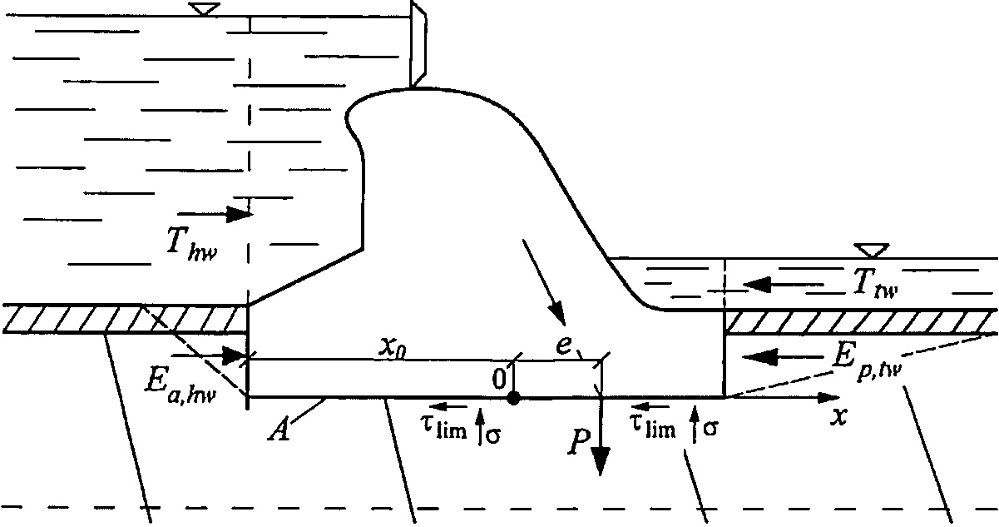 T_hw
T_tw
x_0
e
E_a,hw
0
E_p,tw
x
A
τ_lim
σ
P
τ_lim
σ